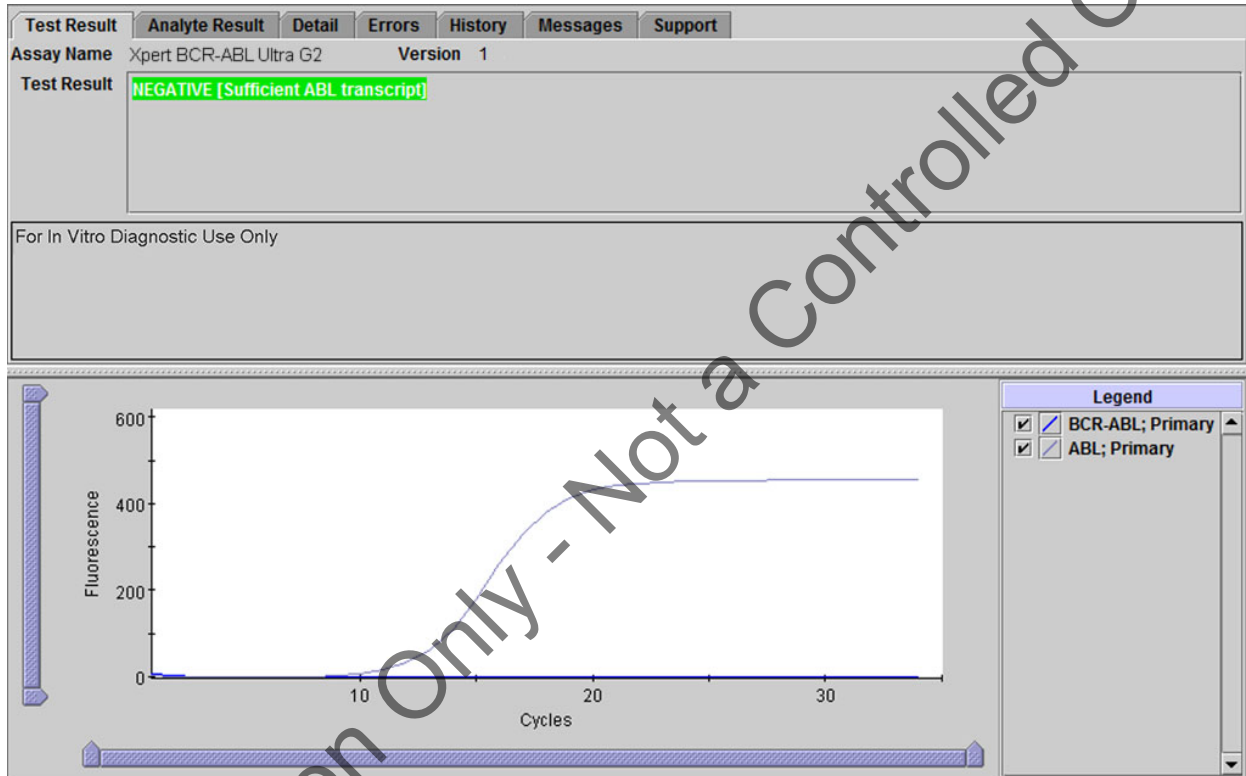 Test Result Analyte Result Detail Errors History Messages Support
Assay Name Xpert BCR-ABL Ultra G2 Version 1
Test Result NEGATIVE [Sufficient ABL transcript]
For In Vitro Diagnostic Use Only
Legend
BCR-ABL; Primary
ABL; Primary
600
400
200
0
Fluorescence
10 20 30
Cycles
Only - Not a Controlled